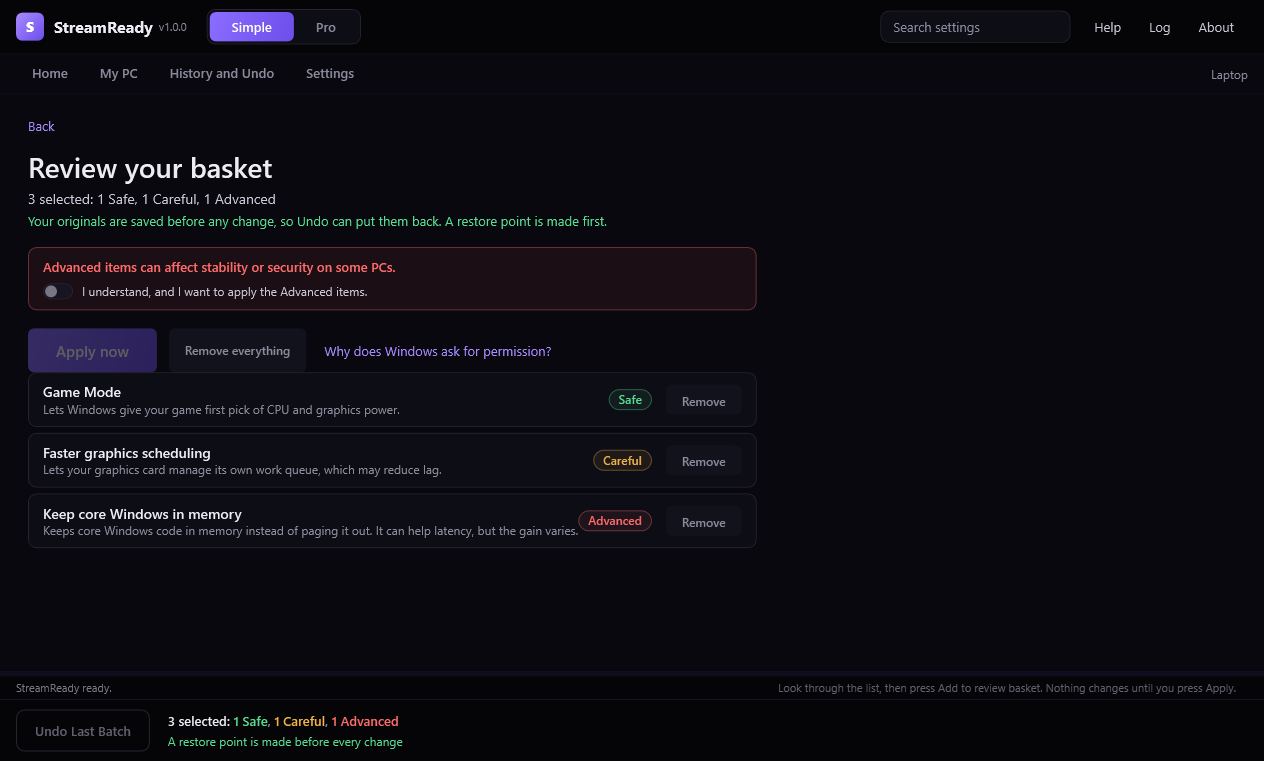 S StreamReady v1.0.0 Simple Pro Search settings Help Log About
Home My PC History and Undo Settings Laptop
Back
Review your basket
3 selected: 1 Safe, 1 Careful, 1 Advanced
Your originals are saved before any change, so Undo can put them back. A restore point is made first.
Advanced items can affect stability or security on some PCs.
I understand, and I want to apply the Advanced items.
Apply now Remove everything Why does Windows ask for permission?
Game Mode
Lets Windows give your game first pick of CPU and graphics power.
Safe Remove
Faster graphics scheduling
Lets your graphics card manage its own work queue, which may reduce lag.
Careful Remove
Keep core Windows in memory
Keeps core Windows code in memory instead of paging it out. It can help latency, but the gain varies.
Advanced Remove
StreamReady ready. Look through the list, then press Add to review basket. Nothing changes until you press Apply.
Undo Last Batch
3 selected: 1 Safe, 1 Careful, 1 Advanced
A restore point is made before every change